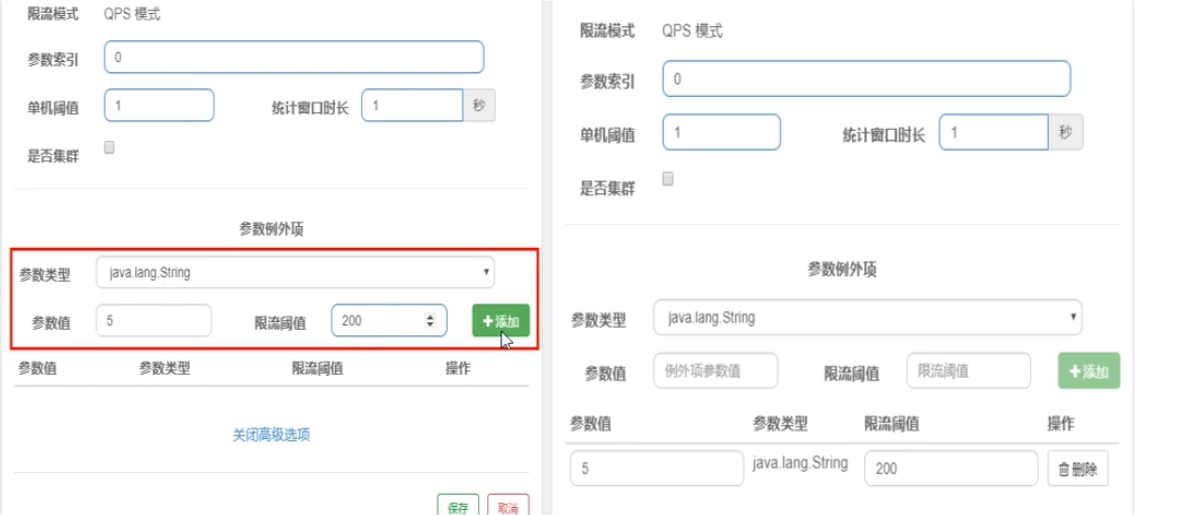 限流模式 QPS 模式
参数索引 0
单机阈值 1 统计窗口时长 1 秒
是否集群
参数例外项
参数类型 java.lang.String
参数值 5 限流阈值 200 +添加
参数值 参数类型 限流阈值 操作
关闭高级选项
保存 取消
限流模式 QPS 模式
参数索引 0
单机阈值 1 统计窗口时长 1 秒
是否集群
参数例外项
参数类型 java.lang.String
参数值 例外项参数值 限流阈值 限流阈值 +添加
参数值 参数类型 限流阈值 操作
5 java.lang.String 200 删除